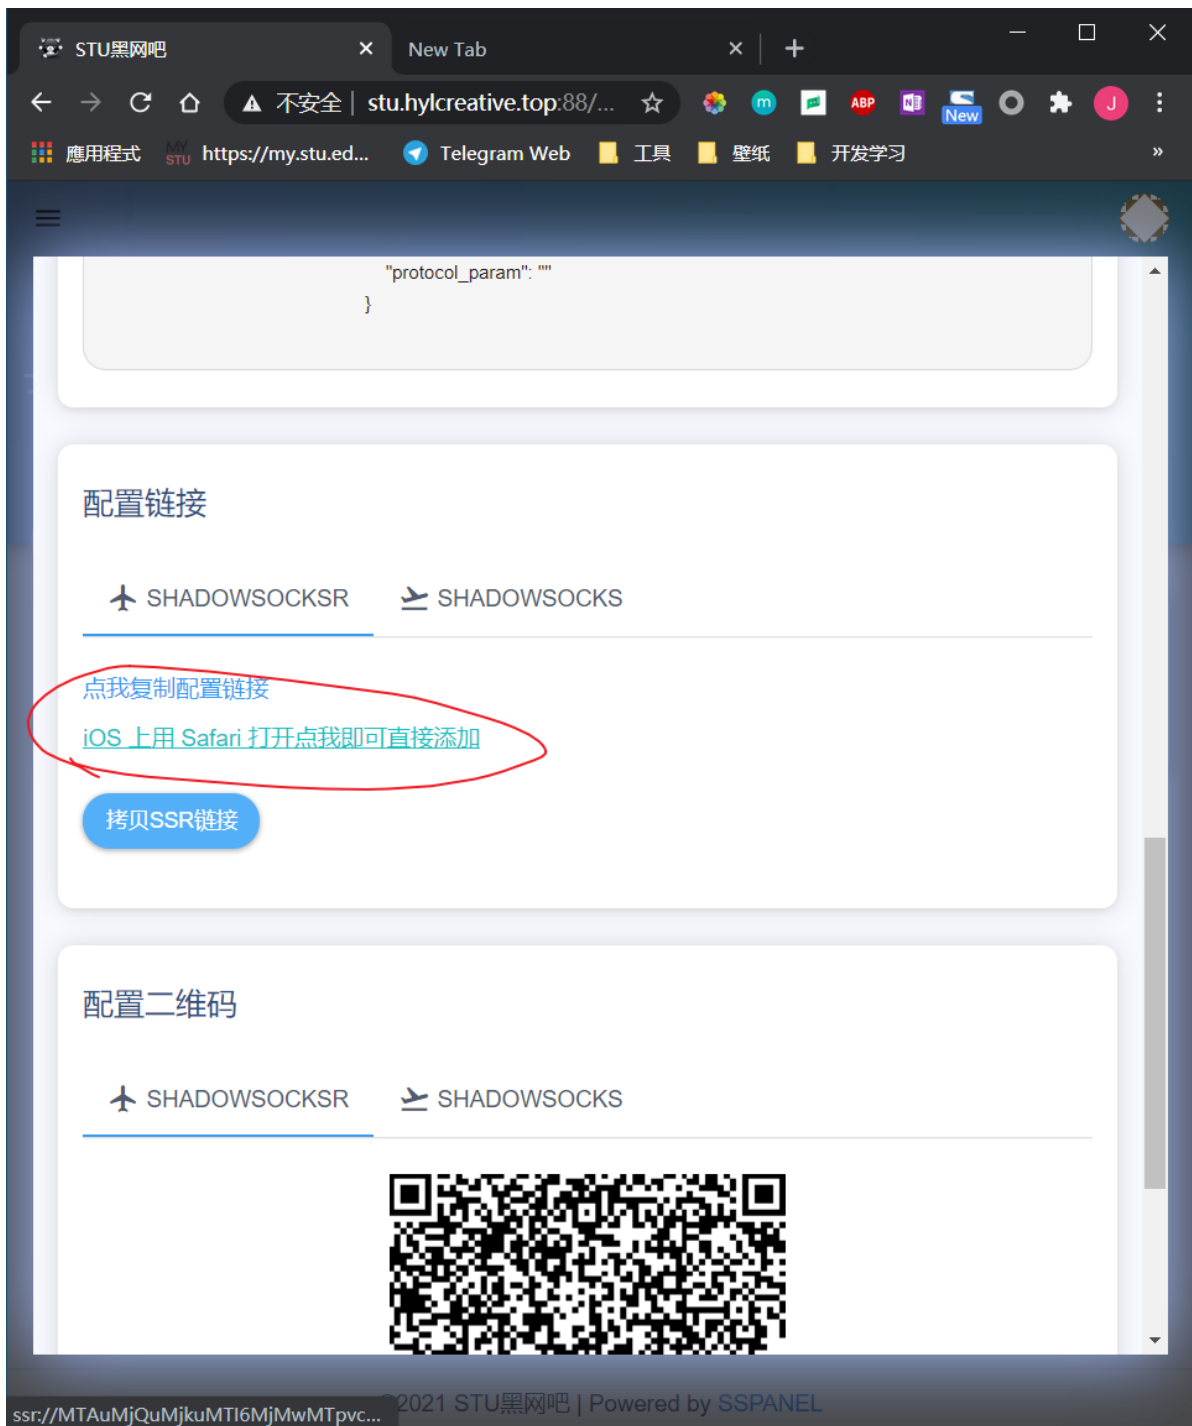 STU黑网吧
New Tab
不安全 | stu.hylcreative.top:88/...
m
ABP
N
New
J
應用程式
MY STU
https://my.stu.ed...
Telegram Web
工具
壁纸
开发学习
»
"protocol_param": ""
}
配置链接
SHADOWSOCKSR
SHADOWSOCKS
点我复制配置链接
iOS 上用 Safari 打开点我即可直接添加
拷贝SSR链接
配置二维码
SHADOWSOCKSR
SHADOWSOCKS
2021 STU黑网吧 | Powered by SSPANEL
ssr://MTAuMjQuMjkuMTI6MjMwMTpvc...